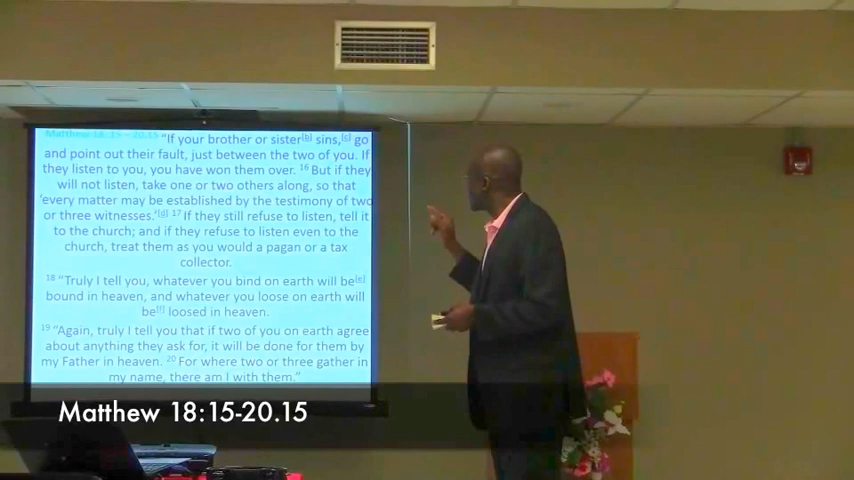 Matthew 18: 15 – 20.15 "If your brother or sister[b] sins,[c] go
and point out their fault, just between the two of you. If
they listen to you, you have won them over. 16 But if they
will not listen, take one or two others along, so that
'every matter may be established by the testimony of two
or three witnesses.'[d] 17 If they still refuse to listen, tell it
to the church; and if they refuse to listen even to the
church, treat them as you would a pagan or a tax
collector.
18 "Truly I tell you, whatever you bind on earth will be[e]
bound in heaven, and whatever you loose on earth will
be[f] loosed in heaven.
19 "Again, truly I tell you that if two of you on earth agree
about anything they ask for, it will be done for them by
my Father in heaven. 20 For where two or three gather in
my name, there am I with them."
Matthew 18:15-20.15